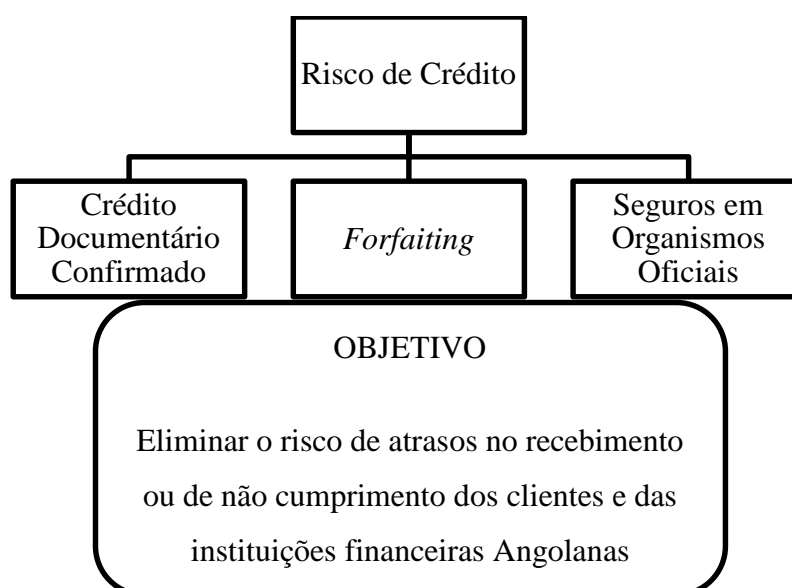 Risco de Crédito
Crédito
Documentário
Confirmado
Forfaiting
Seguros em
Organismos
Oficiais
OBJETIVO
Eliminar o risco de atrasos no recebimento
ou de não cumprimento dos clientes e das
instituições financeiras Angolanas